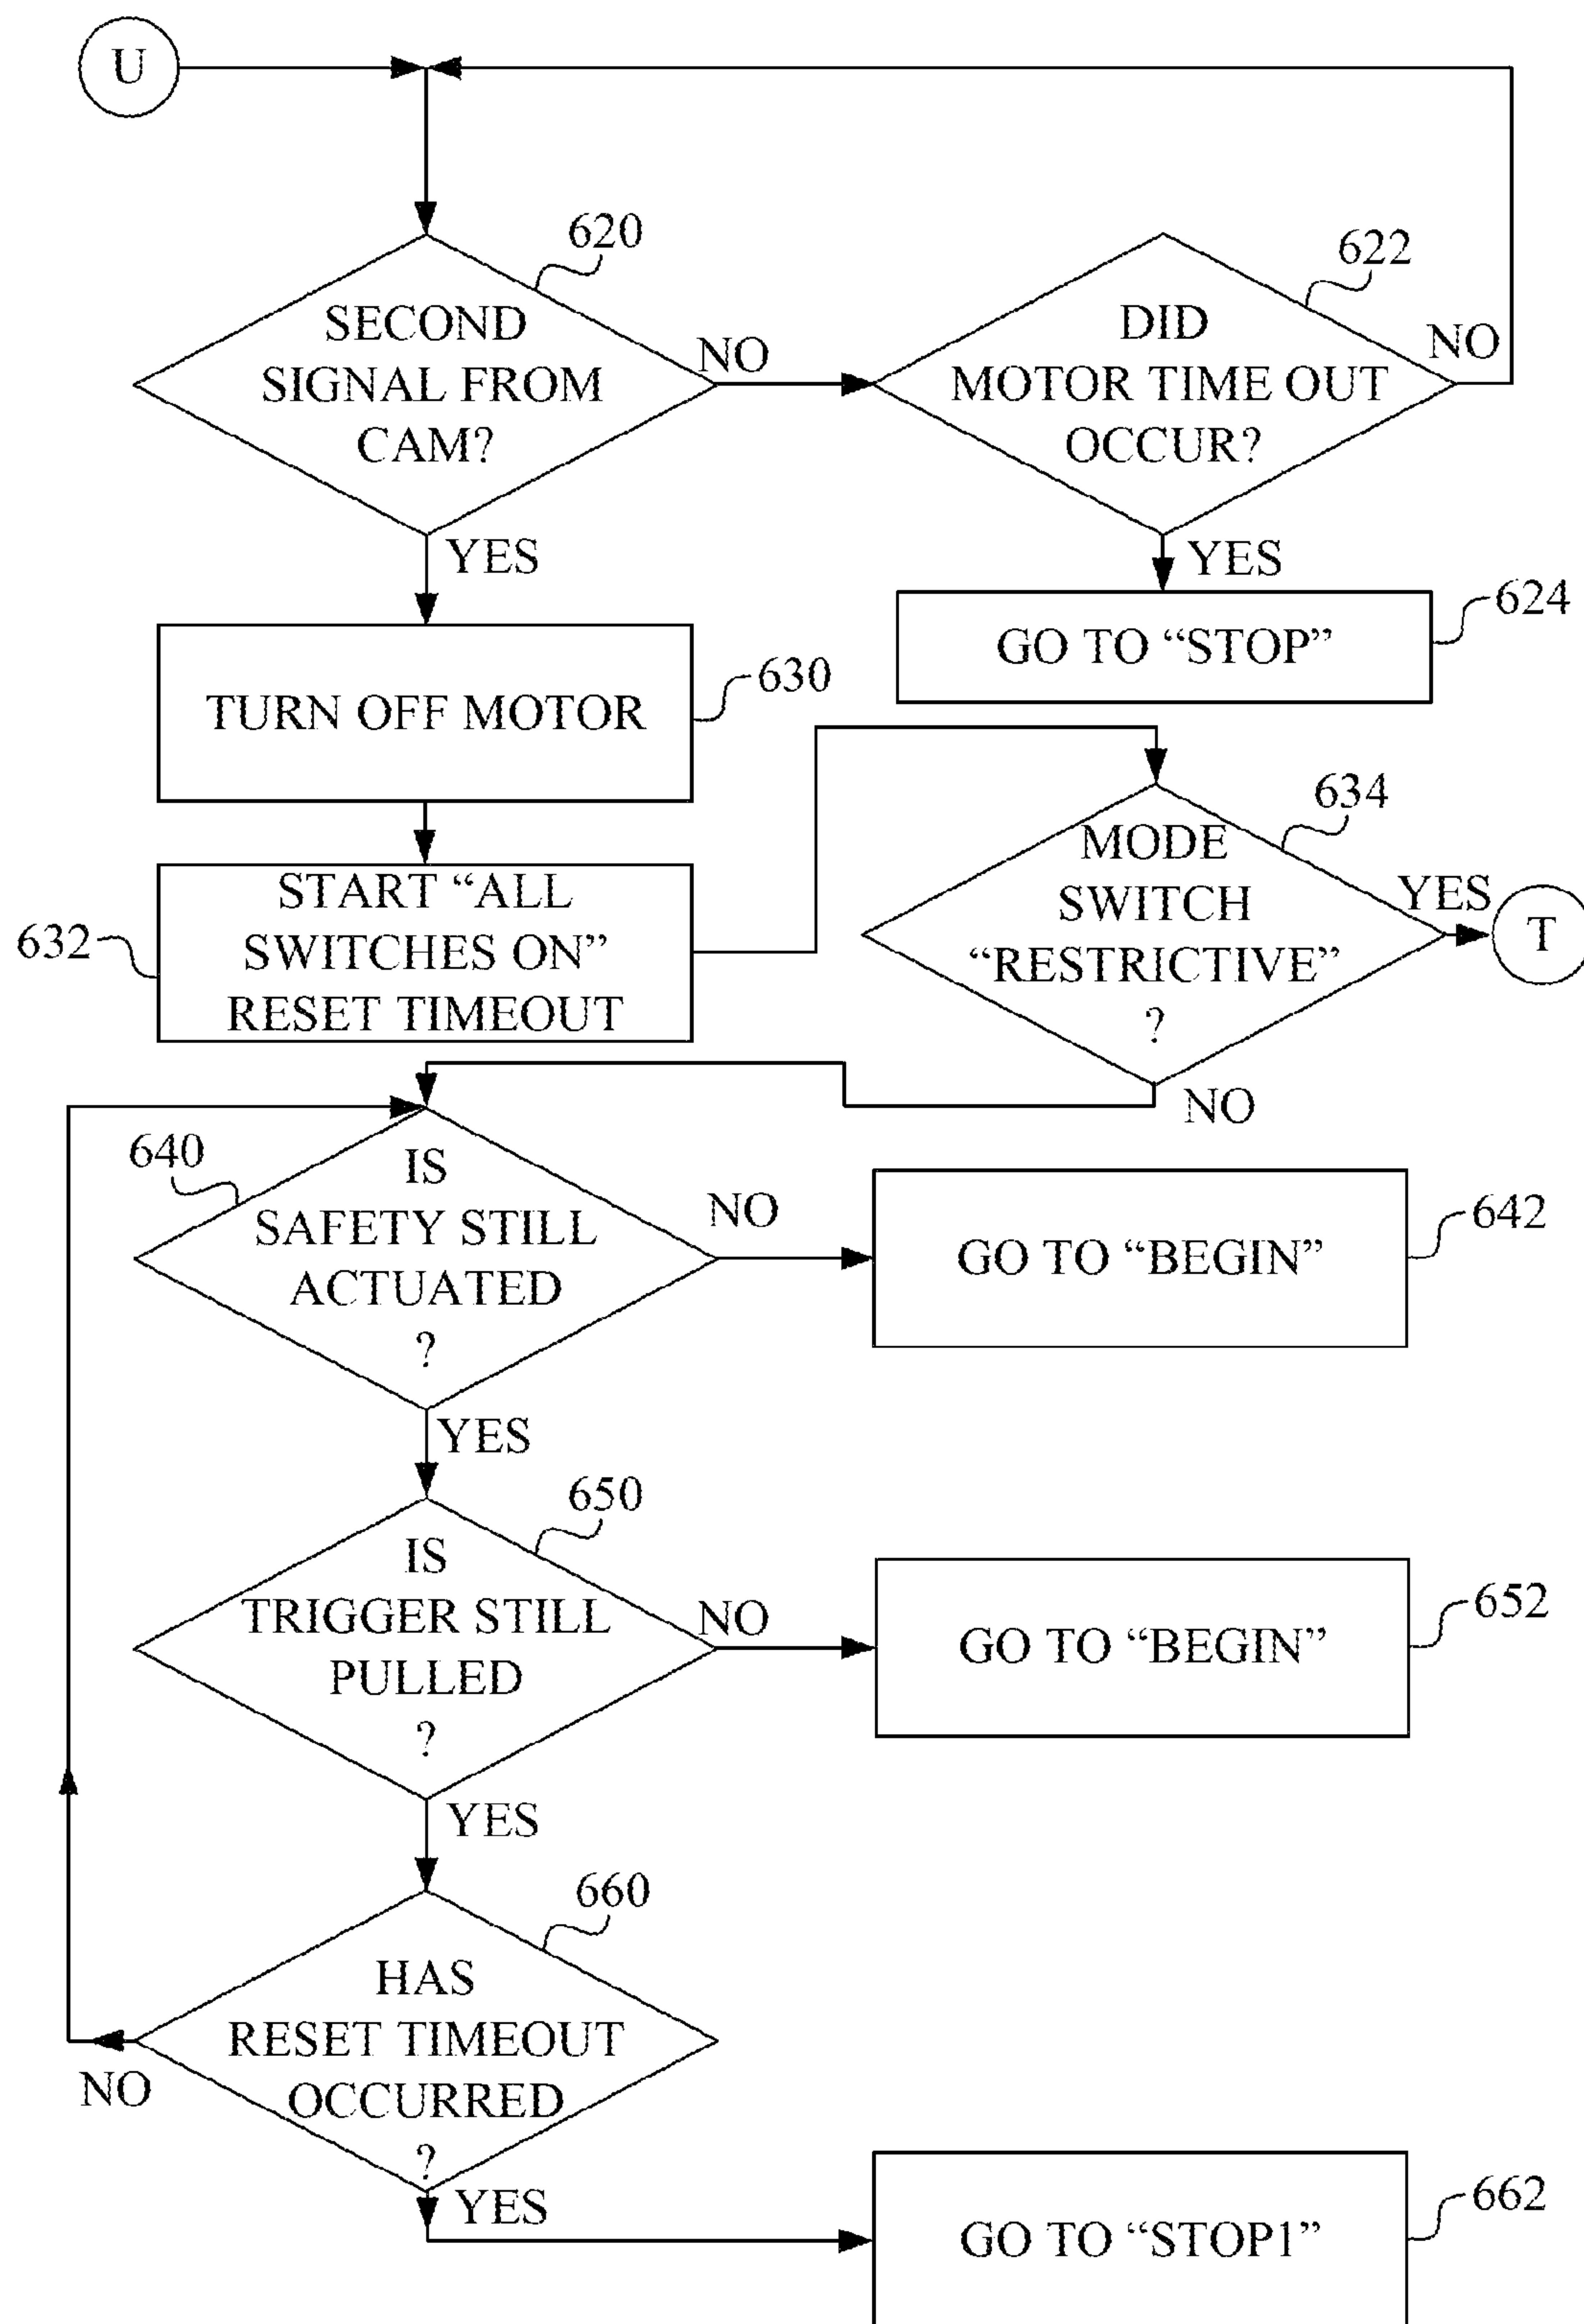 U
620
SECOND
SIGNAL FROM
CAM?
NO
YES
622
DID
MOTOR TIME OUT
OCCUR?
NO
YES
GO TO “STOP”
624
TURN OFF MOTOR
630
START “ALL
SWITCHES ON”
RESET TIMEOUT
632
634
MODE
SWITCH
“RESTRICTIVE”
?
YES
T
NO
640
IS
SAFETY STILL
ACTUATED
?
NO
GO TO “BEGIN”
642
YES
650
IS
TRIGGER STILL
PULLED
?
NO
GO TO “BEGIN”
652
YES
660
HAS
RESET TIMEOUT
OCCURRED
?
NO
YES
GO TO “STOP1”
662